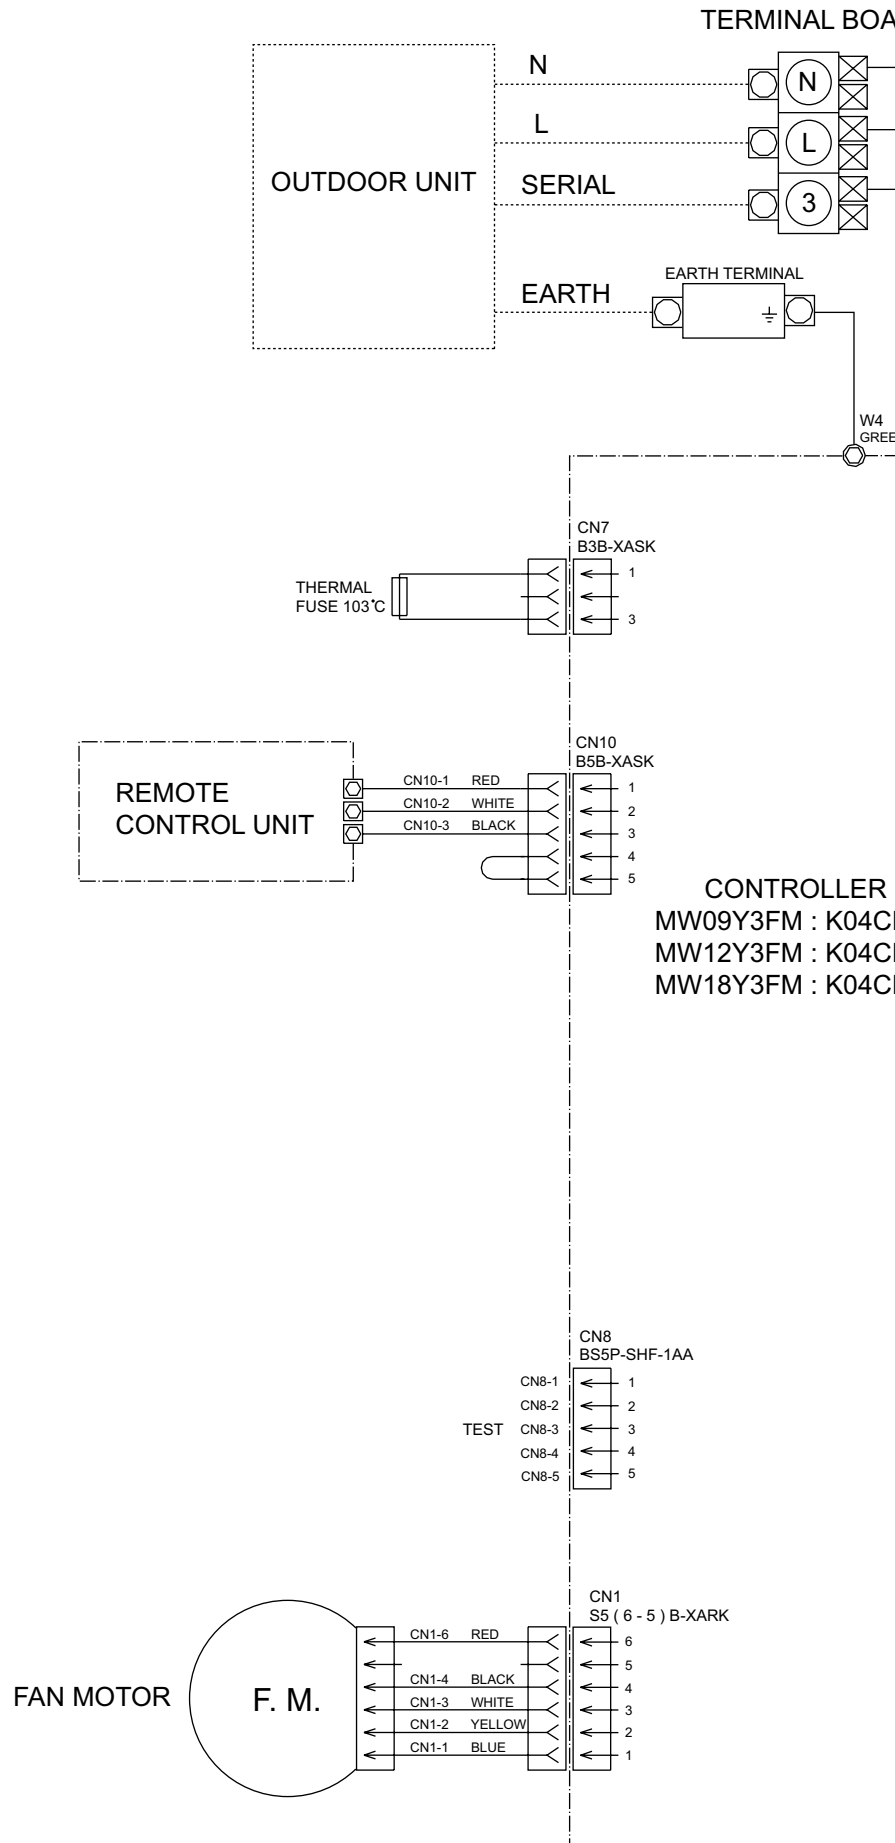 TERMINAL BOA
N
N
L
L
OUTDOOR UNIT
SERIAL
3
EARTH TERMINAL
EARTH
W4
GREE
CN7
B3B-XASK
1
THERMAL
FUSE 103°C
3
CN10
B5B-XASK
CN10-1 RED 1
REMOTE
CONTROL UNIT
CN10-2 WHITE 2
CN10-3 BLACK 3
4
5
CONTROLLER
MW09Y3FM : K04C
MW12Y3FM : K04C
MW18Y3FM : K04C
CN8
BS5P-SHF-1AA
CN8-1 1
CN8-2 2
TEST CN8-3 3
CN8-4 4
CN8-5 5
CN1
S5 ( 6 - 5 ) B-XARK
CN1-6 RED 6
5
CN1-4 BLACK 4
FAN MOTOR F. M.
CN1-3 WHITE 3
CN1-2 YELLOW 2
CN1-1 BLUE 1